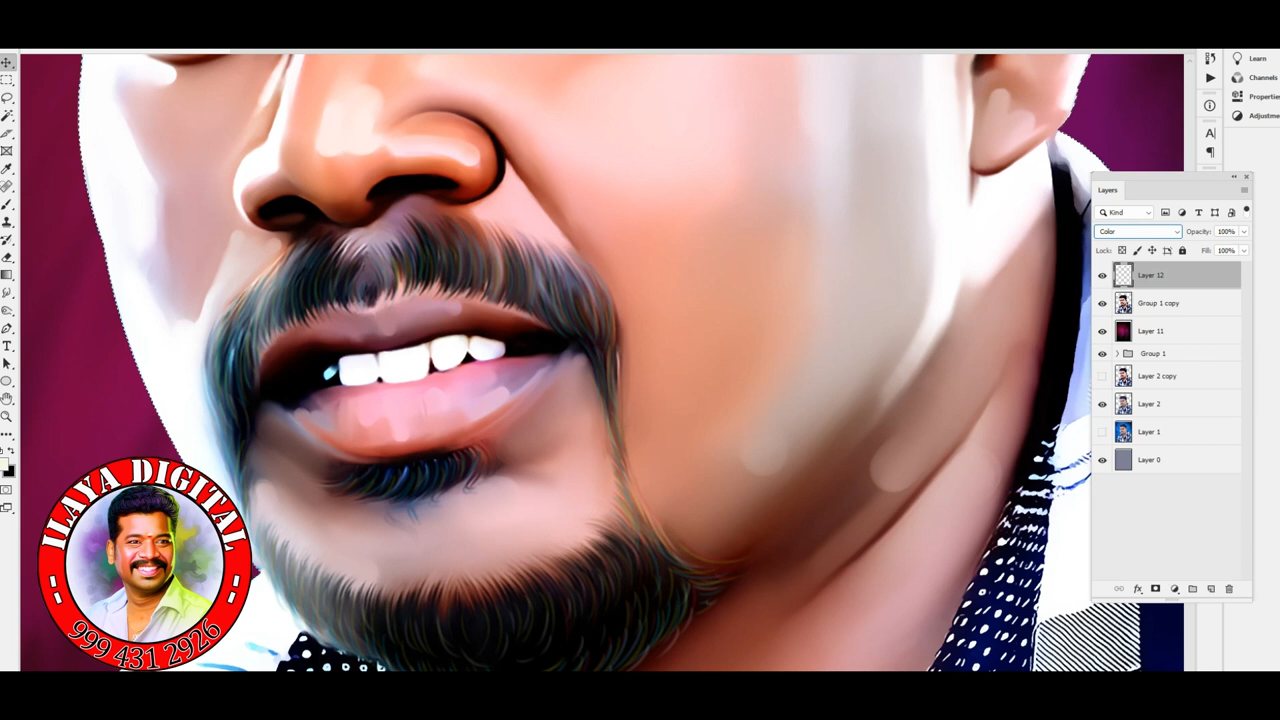 Learn
Channels
Properties
Adjustme
Layers
Kind
Color
Opacity: 100%
Lock:
Fill: 100%
Layer 12
Group 1 copy
Layer 11
Group 1
Layer 2 copy
Layer 2
Layer 1
Layer 0
ILAYA DIGITAL
999 431 2926